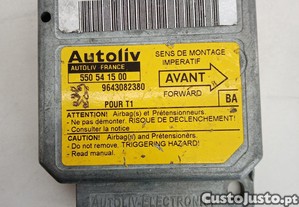 Autoliv
AUTOLIV FRANCE
550 54 15 00
9643082380
POUR T1
SENS DE MONTAGE
IMPERATIF
AVANT
FORWARD
BA
ATTENTION! Airbag(s) et Prétensionneurs.
- Ne pas démonter. RISQUE DE DECLENCHEMENT!
- Consulter la notice
CAUTION! Airbag(s) and Pretensioners.
- Do not remove. TRIGGERING HAZARD!
- Read manual.
AUTOLIV-ELECTRON
CustoJusto.pt